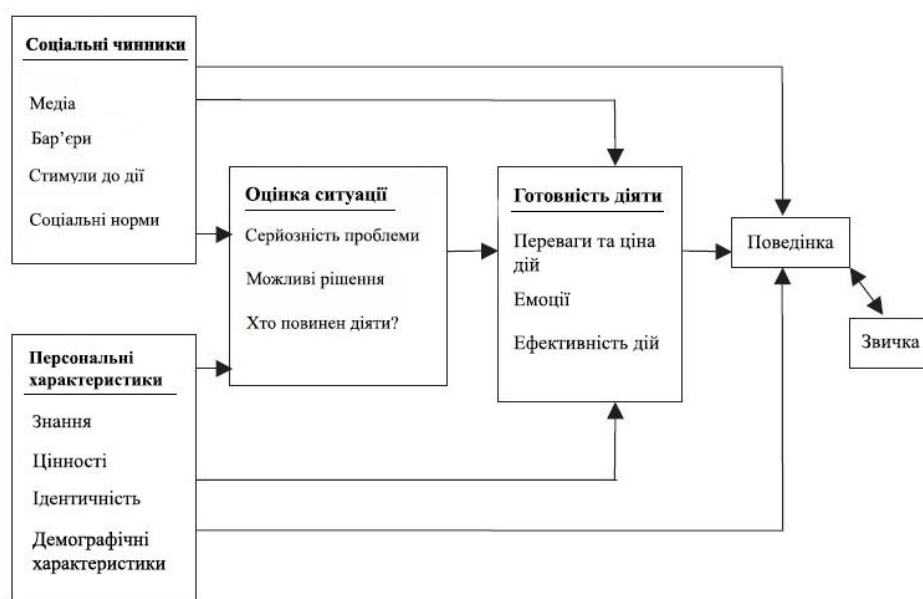 Соціальні чинники
Медіа
Бар’єри
Стимули до дії
Соціальні норми
Персональні
характеристики
Знання
Цінності
Ідентичність
Демографічні
характеристики
Оцінка ситуації
Серйозність проблеми
Можливі рішення
Хто повинен діяти?
Готовність діяти
Переваги та ціна
дій
Емоції
Ефективність дій
Поведінка
Звичка